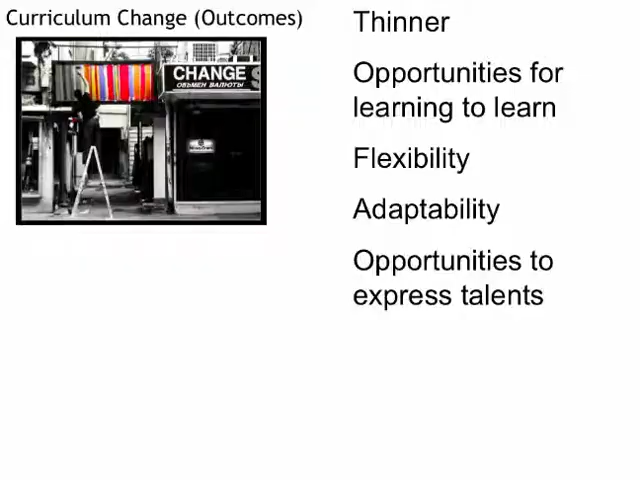 Curriculum Change (Outcomes)
CHANGE $
ОБМЕН ВАЛЮТЫ
Thinner
Opportunities for
learning to learn
Flexibility
Adaptability
Opportunities to
express talents